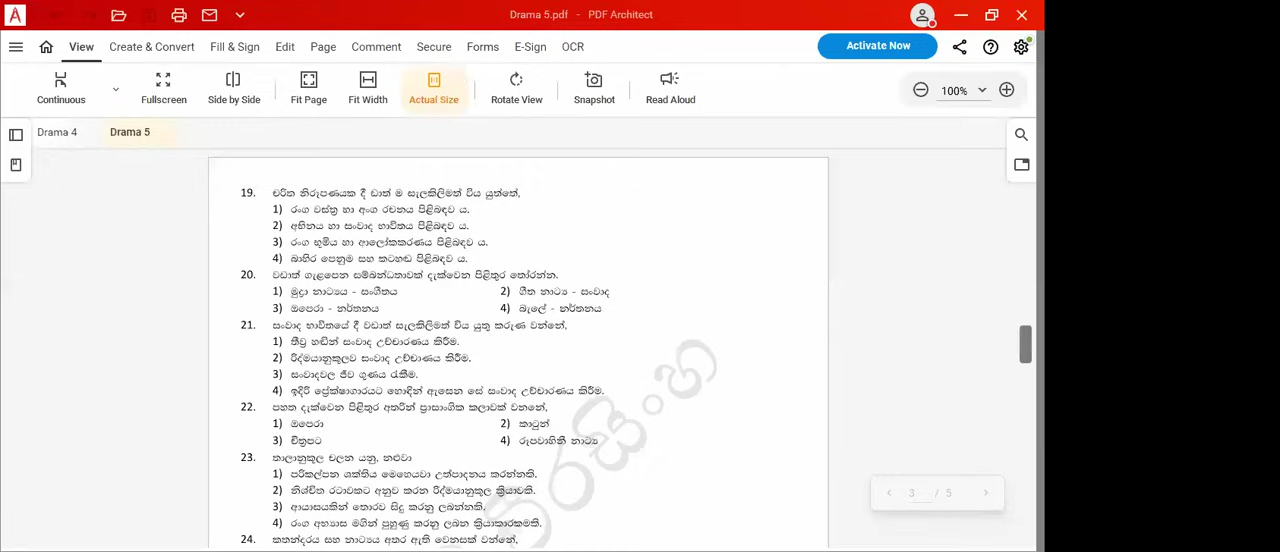 Drama 5.pdf - PDF Architect
View Create & Convert Fill & Sign Edit Page Comment Secure Forms E-Sign OCR Activate Now
Continuous Fullscreen Side by Side Fit Page Fit Width Actual Size Rotate View Snapshot Read Aloud 100%
Drama 4 Drama 5
19. චරිත නිරූපණයක දී වඩාත් ම සැලකිලිමත් විය යුත්තේ,
1) රංග වස්ත්‍ර හා අංග රචනය පිළිබඳව ය.
2) අභිනය හා සංවාද භාවිතය පිළිබඳව ය.
3) රංග භූමිය හා ආලෝකකරණය පිළිබඳව ය.
4) බාහිර පෙනුම සහ කටහඬ පිළිබඳව ය.
20. වඩාත් ගැළපෙන සම්බන්ධතාවක් දැක්වෙන පිළිතුර තෝරන්න.
1) මුද්‍රා නාට්‍යය - සංගීතය 2) ගීත නාට්‍ය - සංවාද
3) ඔපෙරා - නර්තනය 4) බැලේ - නර්තනය
21. සංවාද භාවිතයේ දී වඩාත් සැලකිලිමත් විය යුතු කරුණ වන්නේ,
1) තීව්‍ර හඬින් සංවාද උච්චාරණය කිරීම.
2) රිද්මයානුකූලව සංවාද උච්චාණය කිරීම.
3) සංවාදවල ජීව ගුණය රැකීම.
4) ඉදිරි ප්‍රේක්ෂාගාරයට හොඳින් ඇසෙන සේ සංවාද උච්චාරණය කිරීම.
22. පහත දැක්වෙන පිළිතුර අතරින් ප්‍රාසාංගික කලාවක් වනනේ,
1) ඔපෙරා 2) කාටූන්
3) චිත්‍රපට 4) රූපවාහිනී නාට්‍ය
23. තාලානුකූල චලන යනු, නළුවා
1) පරිකල්පන ශක්තිය මෙහෙයවා උත්පාදනය කරන්නකි.
2) නිශ්චිත රටාවකට අනුව කරන රිද්මයානුකූල ක්‍රියාවකි.
3) ආයාසයකින් තොරව සිදු කරනු ලබන්නකි.
4) රංග අභ්‍යාස මගින් පුහුණු කරනු ලබන ක්‍රියාකාරකමකි.
24. කතන්දරය සහ නාට්‍යය අතර ඇති වෙනසක් වන්නේ,
3 / 5